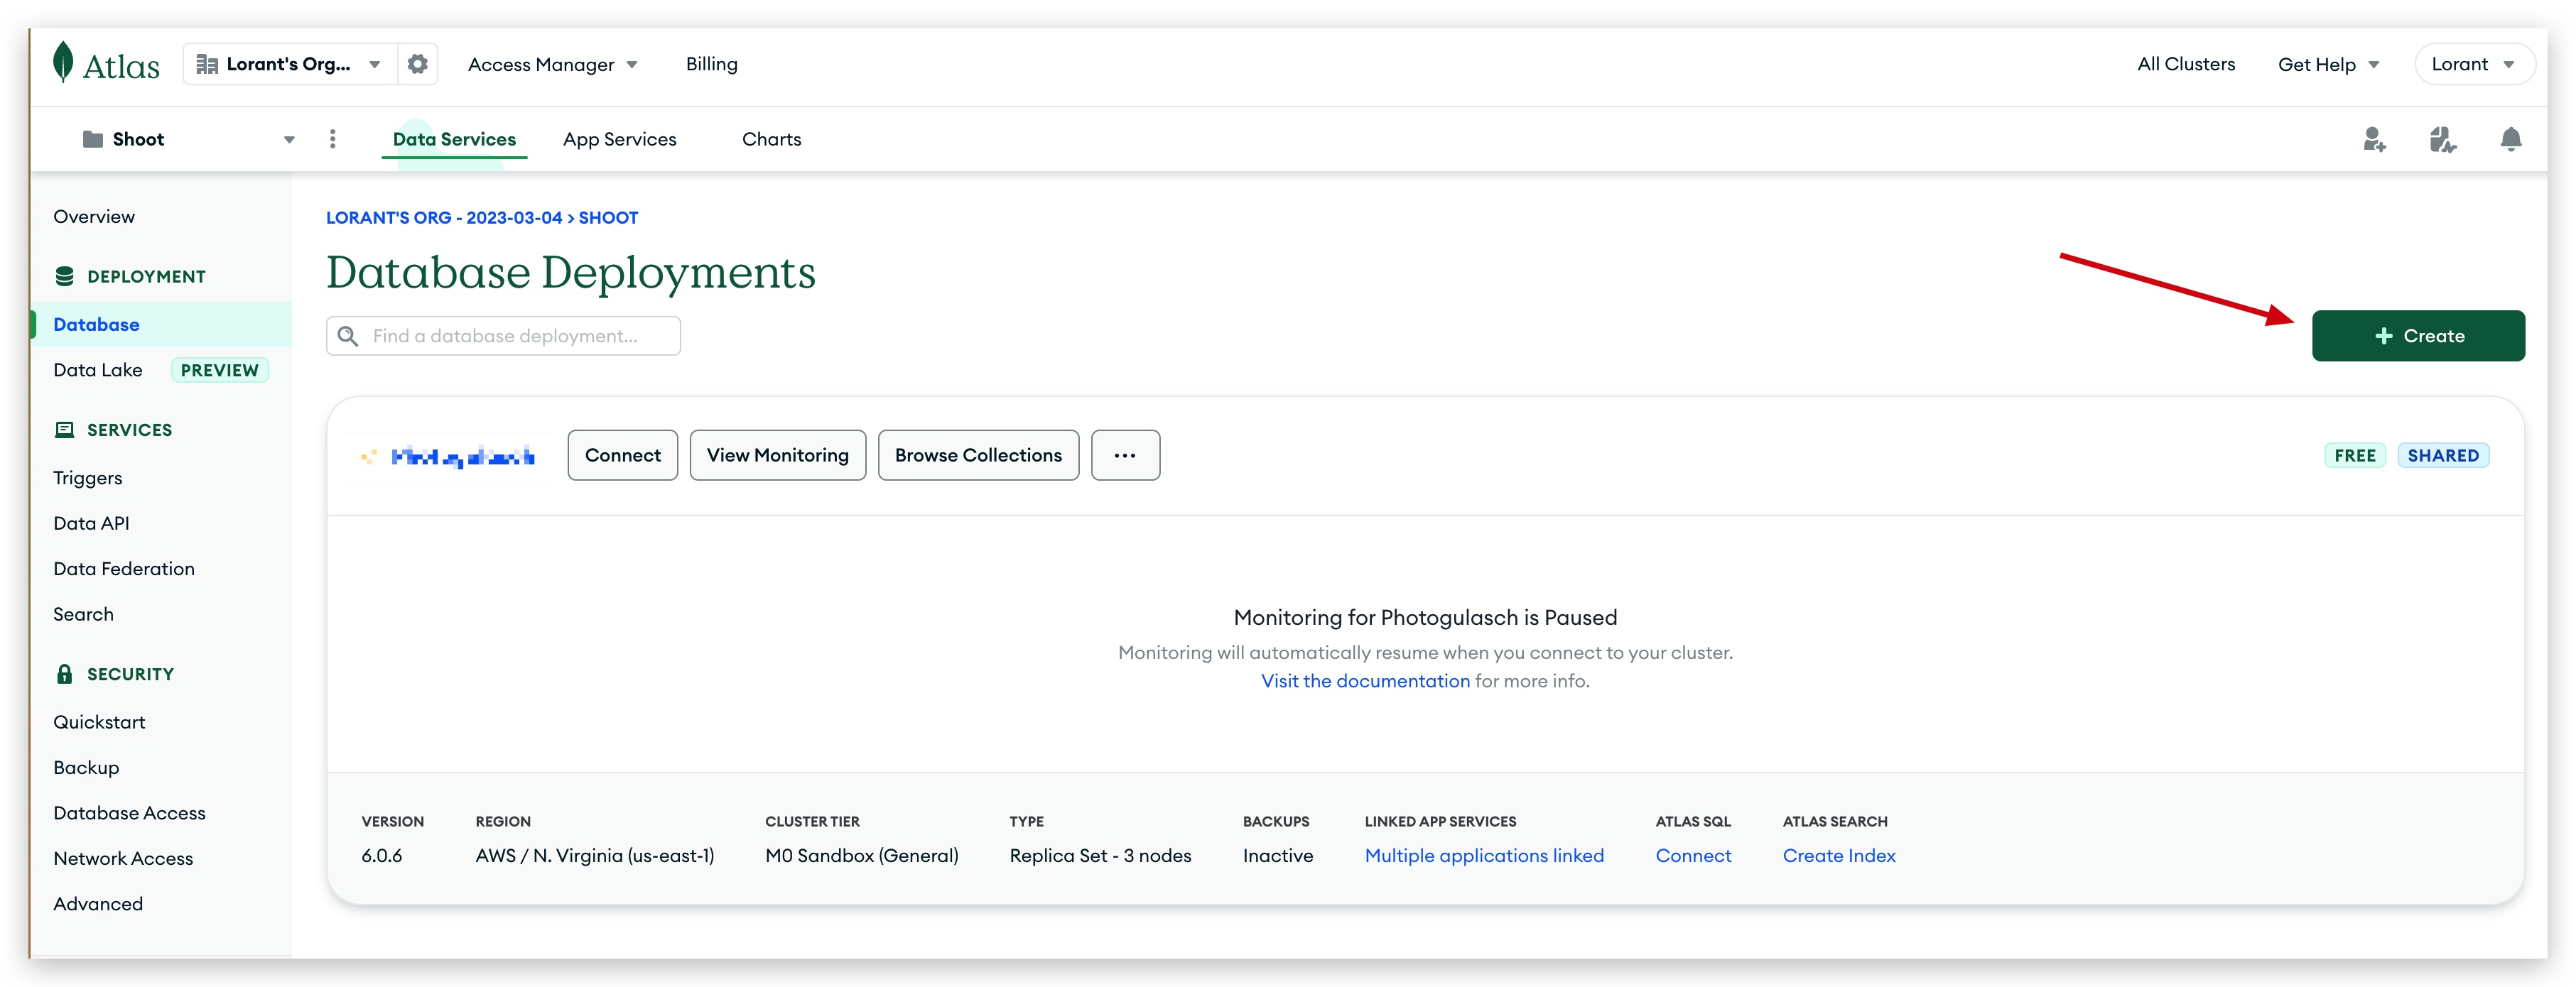 Atlas
Lorant's Org...
Access Manager
Billing
All Clusters
Get Help
Lorant
Shoot
Data Services
App Services
Charts
Overview
DEPLOYMENT
Database
Data Lake PREVIEW
SERVICES
Triggers
Data API
Data Federation
Search
SECURITY
Quickstart
Backup
Database Access
Network Access
Advanced
LORANT'S ORG - 2023-03-04 > SHOOT
Database Deployments
Find a database deployment...
+ Create
Connect
View Monitoring
Browse Collections
...
FREE
SHARED
Monitoring for Photogulasch is Paused
Monitoring will automatically resume when you connect to your cluster.
Visit the documentation for more info.
VERSION
6.0.6
REGION
AWS / N. Virginia (us-east-1)
CLUSTER TIER
M0 Sandbox (General)
TYPE
Replica Set - 3 nodes
BACKUPS
Inactive
LINKED APP SERVICES
Multiple applications linked
ATLAS SQL
Connect
ATLAS SEARCH
Create Index